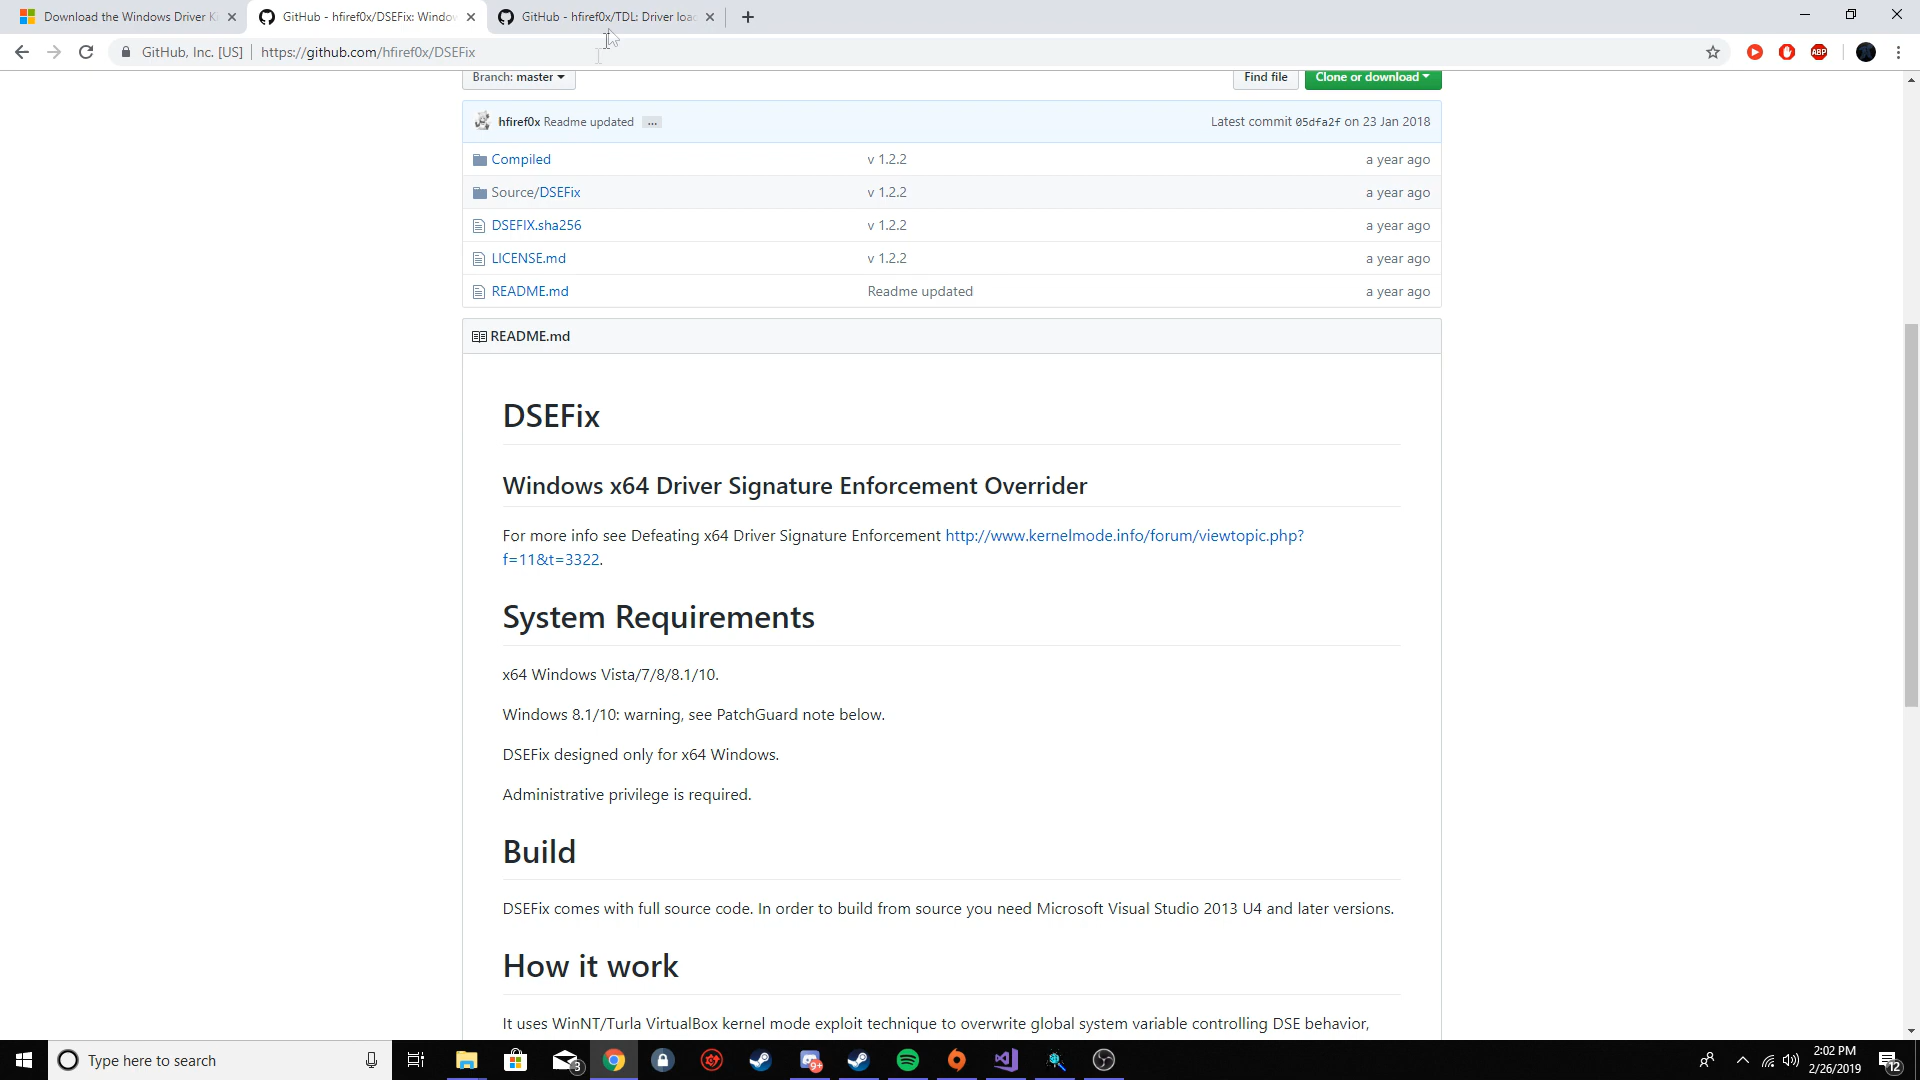 Download the Windows Driver Ki
GitHub - hfiref0x/DSEFix: Window
GitHub - hfiref0x/TDL: Driver load
GitHub, Inc. [US]
https://github.com/hfiref0x/DSEFix
ABP
Branch: master
Find file
Clone or download
hfiref0x Readme updated ...
Latest commit 05dfa2f on 23 Jan 2018
Compiled v 1.2.2 a year ago
Source/DSEFix v 1.2.2 a year ago
DSEFIX.sha256 v 1.2.2 a year ago
LICENSE.md v 1.2.2 a year ago
README.md Readme updated a year ago
README.md
DSEFix
Windows x64 Driver Signature Enforcement Overrider
For more info see Defeating x64 Driver Signature Enforcement http://www.kernelmode.info/forum/viewtopic.php?
f=11&t=3322.
System Requirements
x64 Windows Vista/7/8/8.1/10.
Windows 8.1/10: warning, see PatchGuard note below.
DSEFix designed only for x64 Windows.
Administrative privilege is required.
Build
DSEFix comes with full source code. In order to build from source you need Microsoft Visual Studio 2013 U4 and later versions.
How it work
It uses WinNT/Turla VirtualBox kernel mode exploit technique to overwrite global system variable controlling DSE behavior,
Type here to search
3
9+
2:02 PM
2/26/2019
12